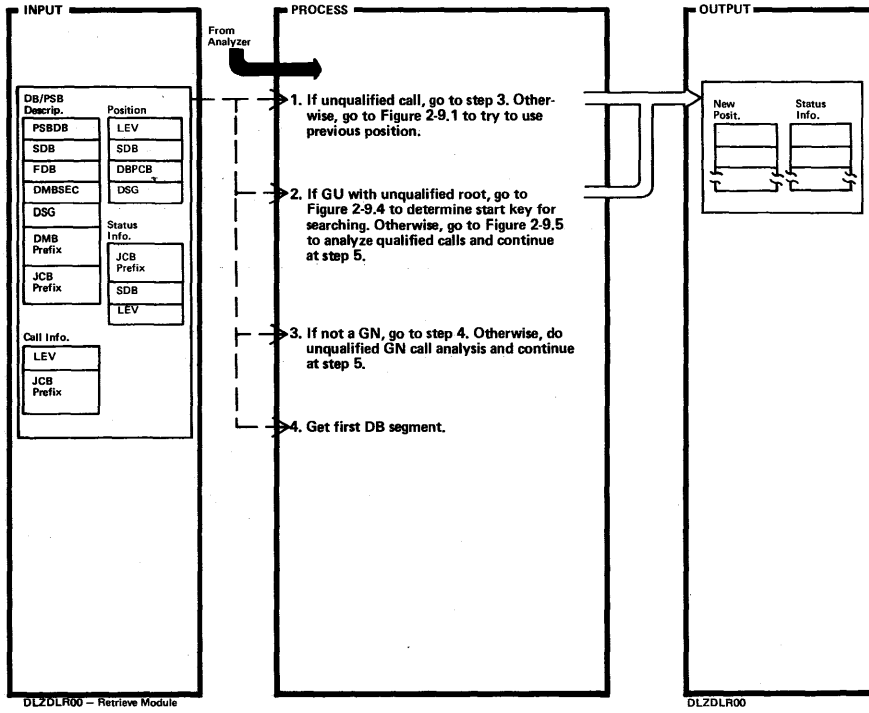 INPUT
PROCESS
OUTPUT
From
Analyzer
DB/PSB
Descrip.
PSBDB
SDB
FDB
DMBSEC
DSG
DMB
Prefix
JCB
Prefix
Position
LEV
SDB
DBPCB
DSG
Status
Info.
JCB
Prefix
SDB
LEV
Call Info.
LEV
JCB
Prefix
1. If unqualified call, go to step 3. Other-
wise, go to Figure 2-9.1 to try to use
previous position.
2. If GU with unqualified root, go to
Figure 2-9.4 to determine start key for
searching. Otherwise, go to Figure 2-9.5
to analyze qualified calls and continue
at step 5.
3. If not a GN, go to step 4. Otherwise, do
unqualified GN call analysis and continue
at step 5.
4. Get first DB segment.
New
Posit.
Status
Info.
DLZDLR00 – Retrieve Module
DLZDLR00